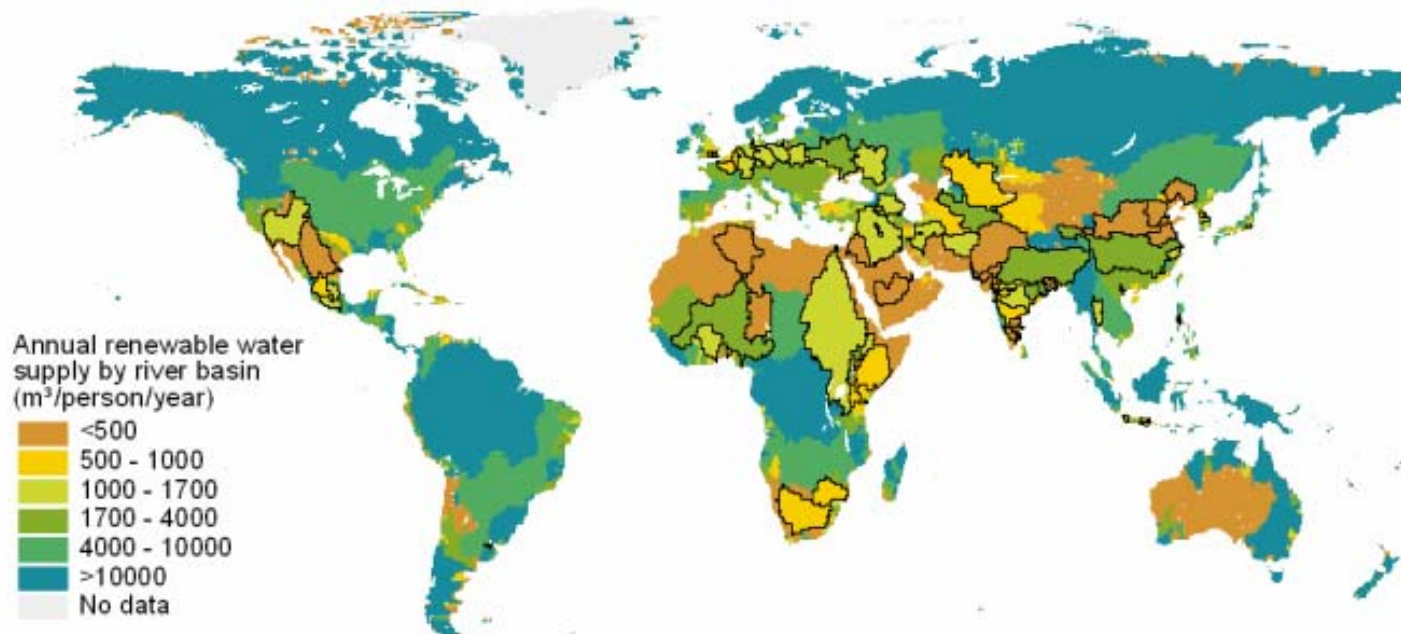 Annual renewable water
supply by river basin
(m³/person/year)
<500
500 - 1000
1000 - 1700
1700 - 4000
4000 - 10000
>10000
No data